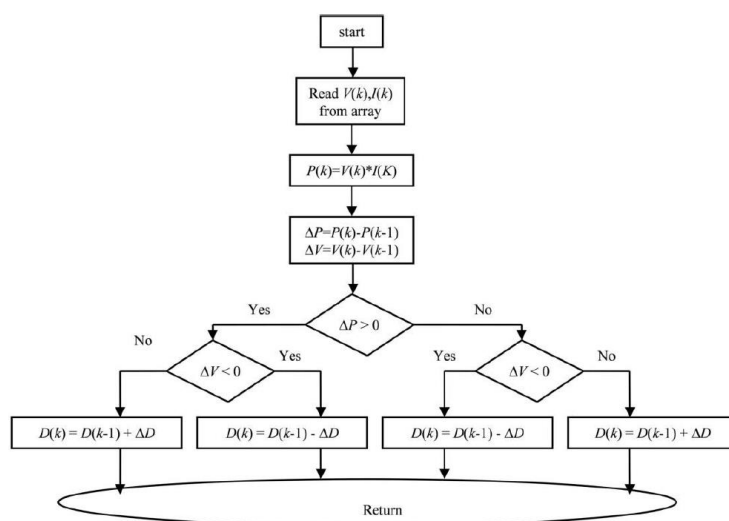 start
Read V(k),I(k)
from array
P(k)=V(k)*I(K)
ΔP=P(k)-P(k-1)
ΔV=V(k)-V(k-1)
Yes
ΔP > 0
No
No
ΔV < 0
Yes
Yes
ΔV < 0
No
D(k) = D(k-1) + ΔD
D(k) = D(k-1) - ΔD
D(k) = D(k-1) - ΔD
D(k) = D(k-1) + ΔD
Return